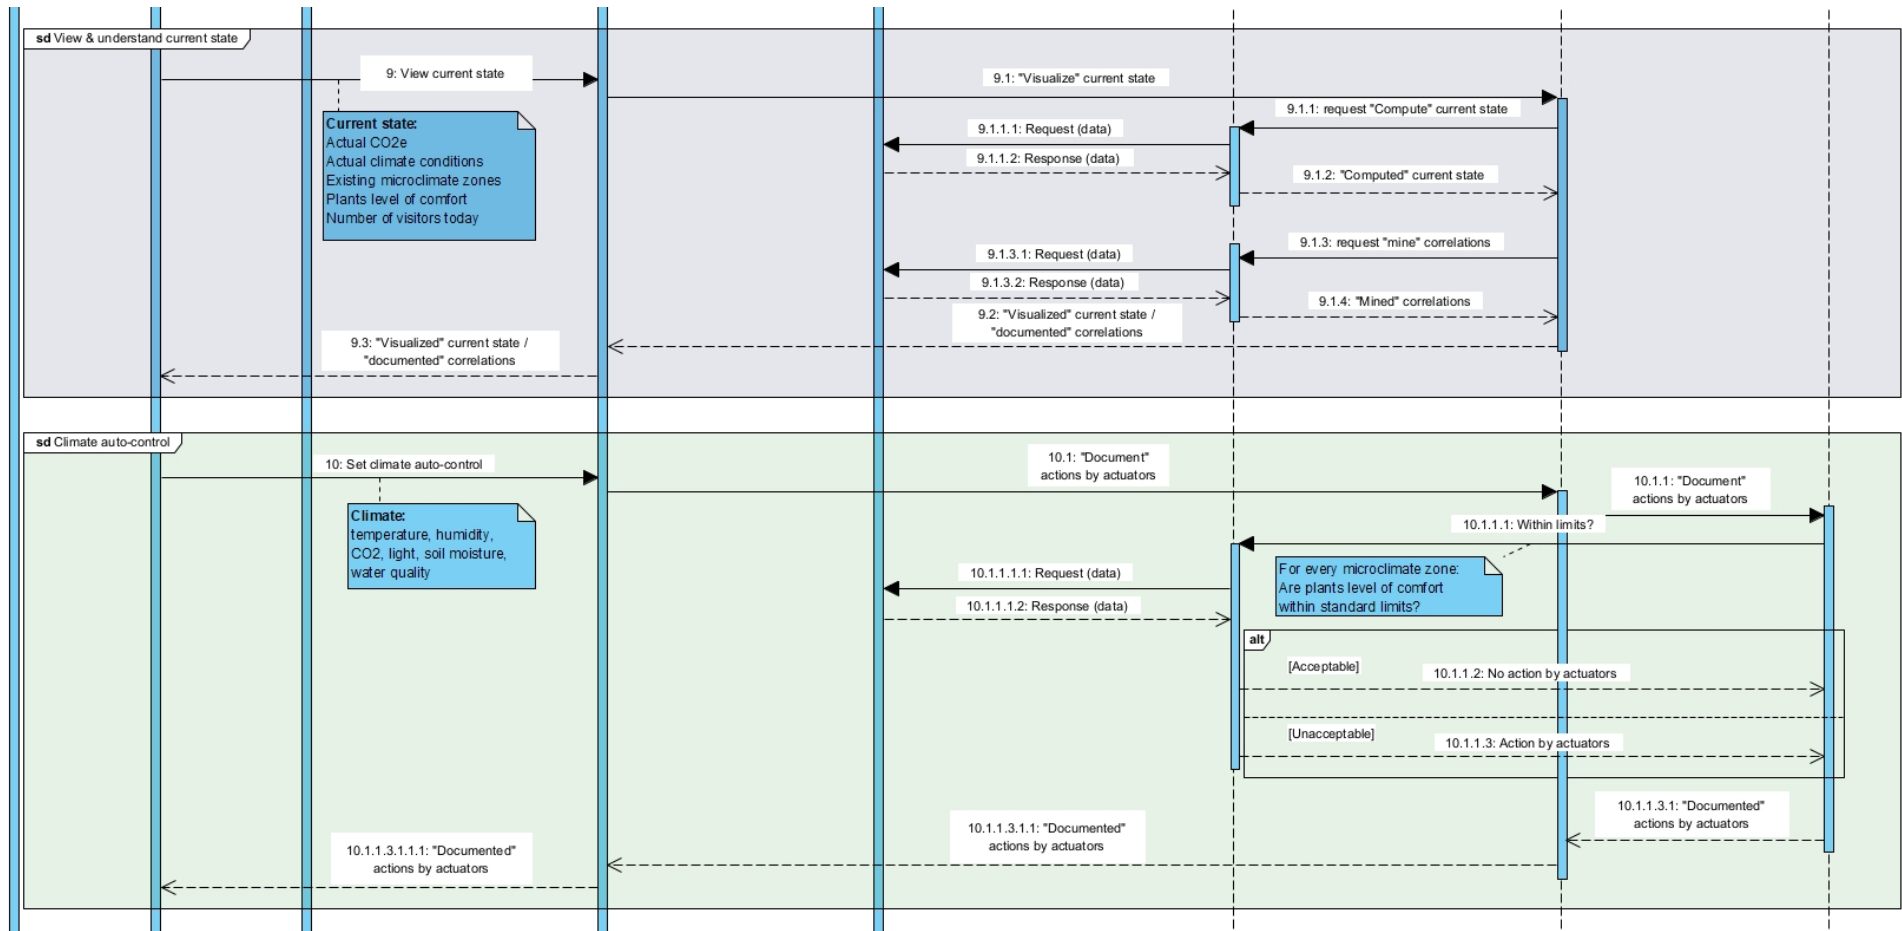 sd View & understand current state
9: View current state
9.1: "Visualize" current state
9.1.1: request "Compute" current state
Current state:
Actual CO2e
Actual climate conditions
Existing microclimate zones
Plants level of comfort
Number of visitors today
9.1.1.1: Request (data)
9.1.1.2: Response (data)
9.1.2: "Computed" current state
9.1.3: request "mine" correlations
9.1.3.1: Request (data)
9.1.3.2: Response (data)
9.1.4: "Mined" correlations
9.2: "Visualized" current state /
"documented" correlations
9.3: "Visualized" current state /
"documented" correlations
sd Climate auto-control
10: Set climate auto-control
10.1: "Document"
actions by actuators
10.1.1: "Document"
actions by actuators
Climate:
temperature, humidity,
CO2, light, soil moisture,
water quality
10.1.1.1: Within limits?
For every microclimate zone:
Are plants level of comfort
within standard limits?
10.1.1.1.1: Request (data)
10.1.1.1.2: Response (data)
alt
[Acceptable]
10.1.1.2: No action by actuators
[Unacceptable]
10.1.1.3: Action by actuators
10.1.1.3.1: "Documented"
actions by actuators
10.1.1.3.1.1: "Documented"
actions by actuators
10.1.1.3.1.1.1: "Documented"
actions by actuators